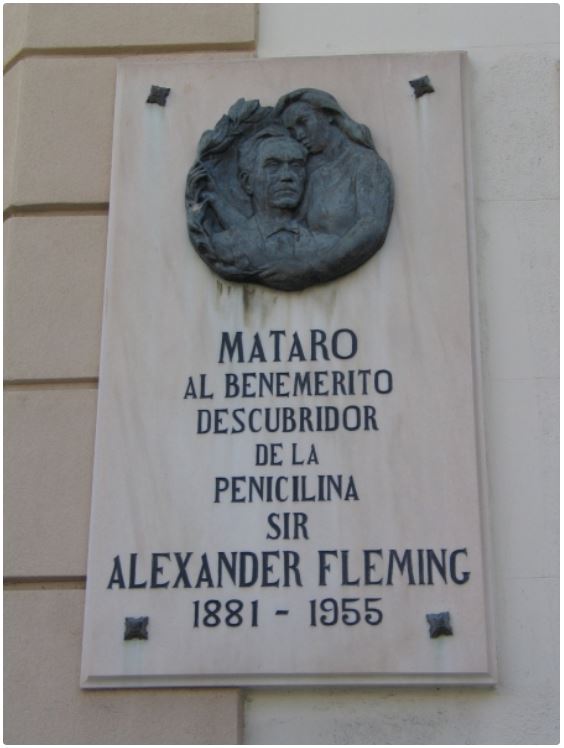 MATARO
AL BENEMERITO
DESCUBRIDOR
DE LA
PENICILINA
SIR
ALEXANDER FLEMING
1881 - 1955